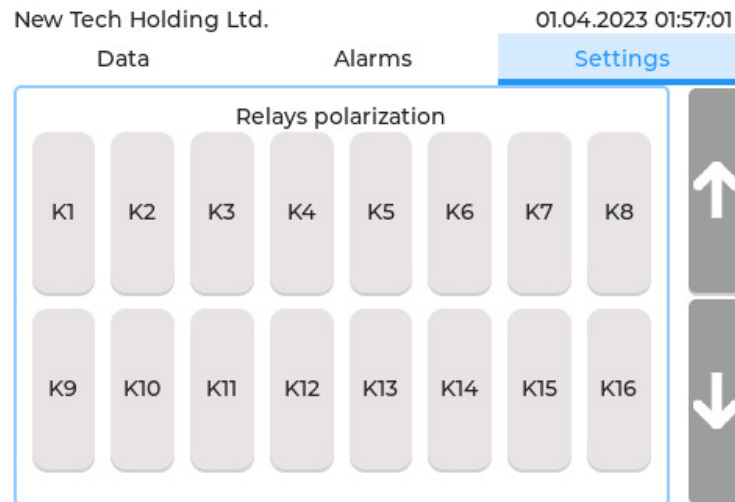 New Tech Holding Ltd. 01.04.2023 01:57:01
Data Alarms Settings
Relays polarization
K1 K2 K3 K4 K5 K6 K7 K8
K9 K10 K11 K12 K13 K14 K15 K16